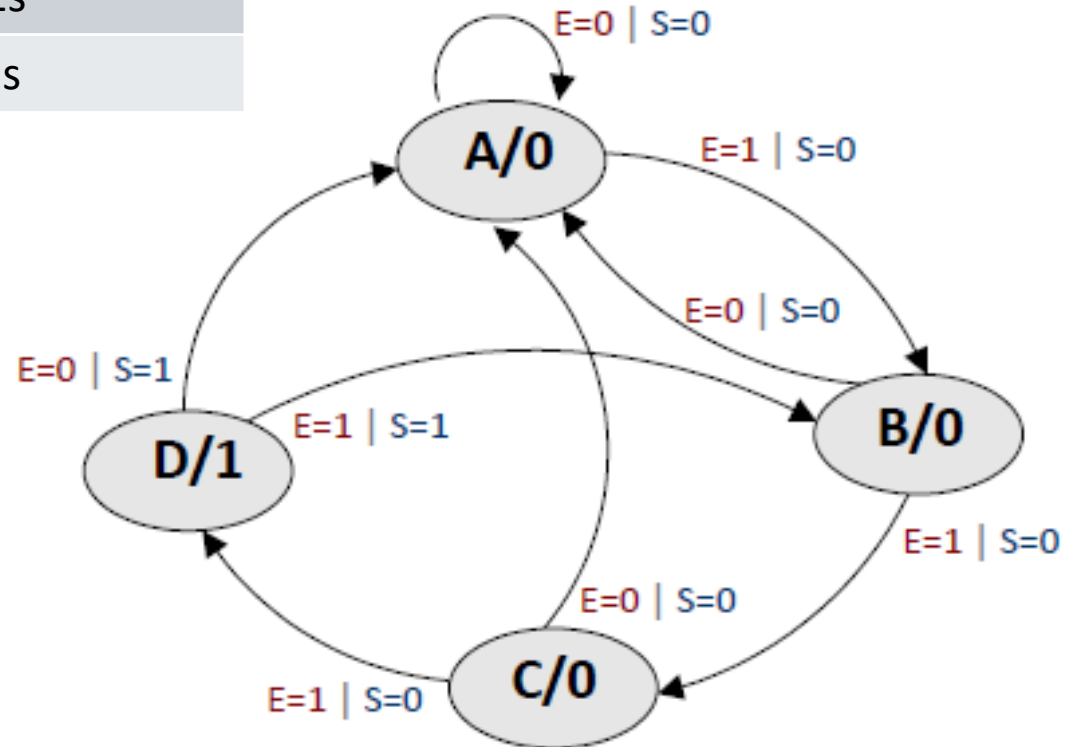 E=0 | S=0
A/0
E=1 | S=0
E=0 | S=0
E=0 | S=1
E=1 | S=1
B/0
D/1
E=1 | S=0
E=0 | S=0
C/0
E=1 | S=0